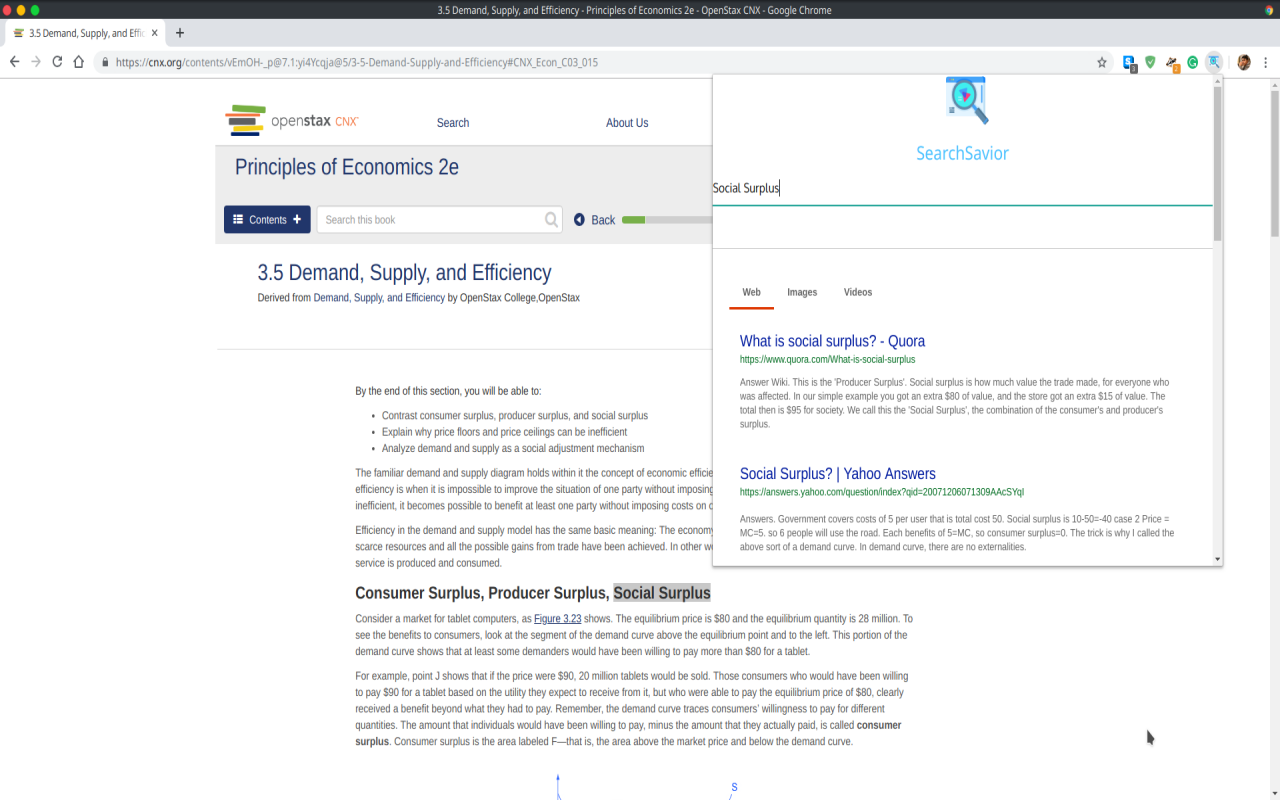 3.5 Demand, Supply, and Efficiency - Principles of Economics 2e - OpenStax CNX - Google Chrome
3.5 Demand, Supply, and Effic
https://cnx.org/contents/vEmOH-_p@7.1:yi4Ycqja@5/3-5-Demand-Supply-and-Efficiency#CNX_Econ_C03_015
openstax CNX
Search
About Us
Principles of Economics 2e
Contents
Search this book
Back
3.5 Demand, Supply, and Efficiency
Derived from Demand, Supply, and Efficiency by OpenStax College,OpenStax
By the end of this section, you will be able to:
• Contrast consumer surplus, producer surplus, and social surplus
• Explain why price floors and price ceilings can be inefficient
• Analyze demand and supply as a social adjustment mechanism
The familiar demand and supply diagram holds within it the concept of economic efficie
efficiency is when it is impossible to improve the situation of one party without imposing
inefficient, it becomes possible to benefit at least one party without imposing costs on
Efficiency in the demand and supply model has the same basic meaning: The economy
scarce resources and all the possible gains from trade have been achieved. In other
service is produced and consumed.
Consumer Surplus, Producer Surplus, Social Surplus
Consider a market for tablet computers, as Figure 3.23 shows. The equilibrium price is $80 and the equilibrium quantity is 28 million. To
see the benefits to consumers, look at the segment of the demand curve above the equilibrium point and to the left. This portion of the
demand curve shows that at least some demanders would have been willing to pay more than $80 for a tablet.
For example, point J shows that if the price were $90, 20 million tablets would be sold. Those consumers who would have been willing
to pay $90 for a tablet based on the utility they expect to receive from it, but who were able to pay the equilibrium price of $80, clearly
received a benefit beyond what they had to pay. Remember, the demand curve traces consumers' willingness to pay for different
quantities. The amount that individuals would have been willing to pay, minus the amount that they actually paid, is called consumer
surplus. Consumer surplus is the area labeled F—that is, the area above the market price and below the demand curve.
S
SearchSavior
Social Surplus
Web
Images
Videos
What is social surplus? - Quora
https://www.quora.com/What-is-social-surplus
Answer Wiki. This is the 'Producer Surplus'. Social surplus is how much value the trade made, for everyone who
was affected. In our simple example you got an extra $80 of value, and the store got an extra $15 of value. The
total then is $95 for society. We call this the 'Social Surplus', the combination of the consumer's and producer's
surplus.
Social Surplus? | Yahoo Answers
https://answers.yahoo.com/question/index?qid=20071206071309AAcSYqI
Answers. Government covers costs of 5 per user that is total cost 50. Social surplus is 10-50=-40 case 2 Price =
MC=5. so 6 people will use the road. Each benefits of 5=MC, so consumer surplus=0. The trick is why I called the
above sort of a demand curve. In demand curve, there are no externalities.